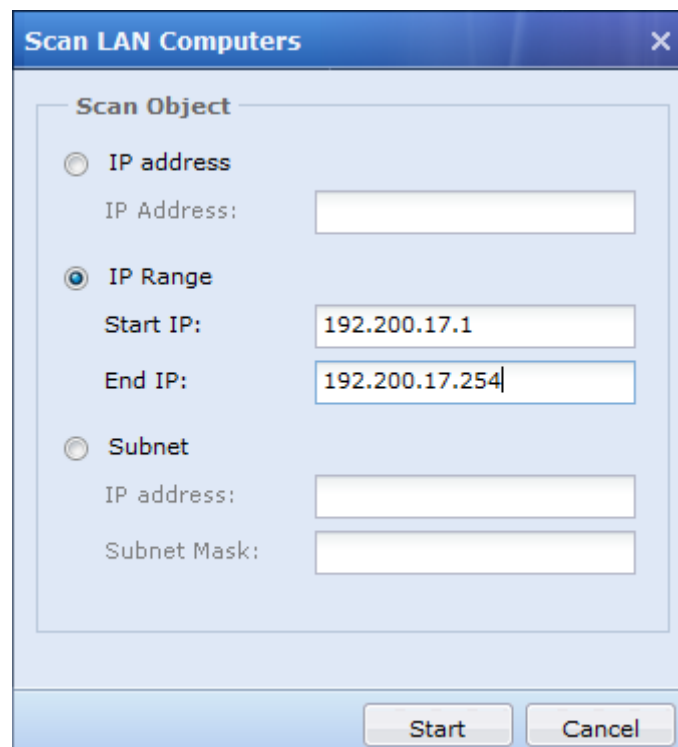 Scan LAN Computers
Scan Object
IP address
IP Address:
IP Range
Start IP: 192.200.17.1
End IP: 192.200.17.254
Subnet
IP address:
Subnet Mask:
Start Cancel